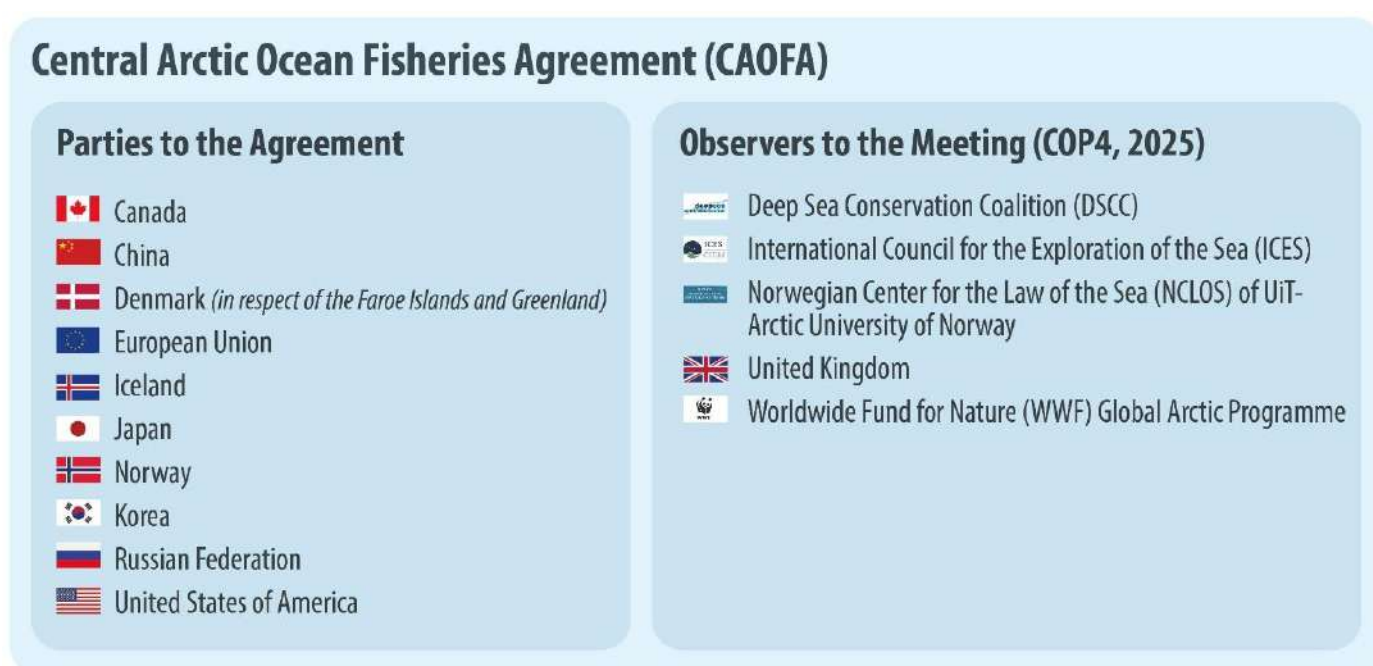 Central Arctic Ocean Fisheries Agreement (CAOFA)
Parties to the Agreement
Canada
China
Denmark (in respect of the Faroe Islands and Greenland)
European Union
Iceland
Japan
Norway
Korea
Russian Federation
United States of America
Observers to the Meeting (COP4, 2025)
Deep Sea Conservation Coalition (DSCC)
ICES
International Council for the Exploration of the Sea (ICES)
Norwegian Center for the Law of the Sea (NCLOS) of UiT-
Arctic University of Norway
United Kingdom
WWF
Worldwide Fund for Nature (WWF) Global Arctic Programme